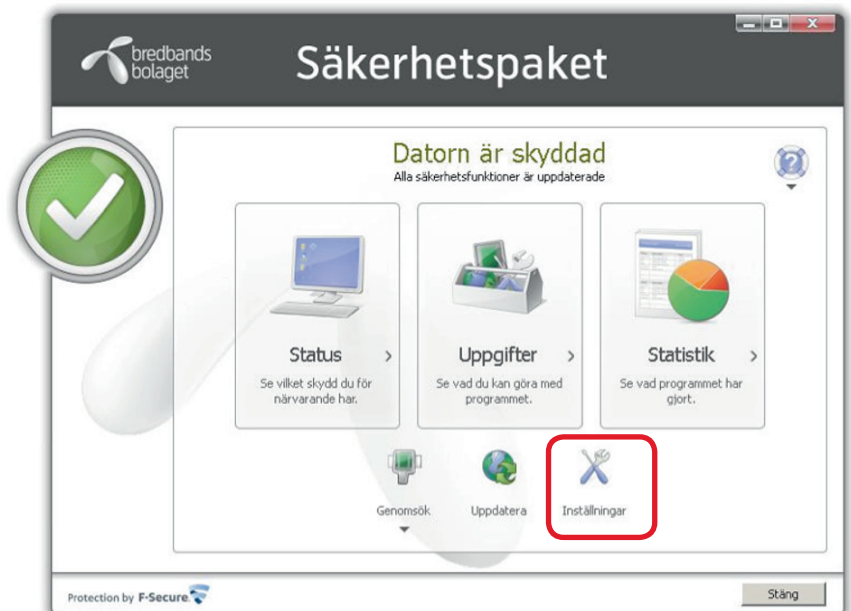 bredbands
bolaget
Säkerhetspaket
Datorn är skyddad
Alla säkerhetsfunktioner är uppdaterade
?
Status >
Se vilket skydd du för
närvarande har.
Uppgifter >
Se vad du kan göra med
programmet.
Statistik >
Se vad programmet har
gjort.
Genomsök
Uppdatera
Inställningar
Protection by F-Secure.
Stäng